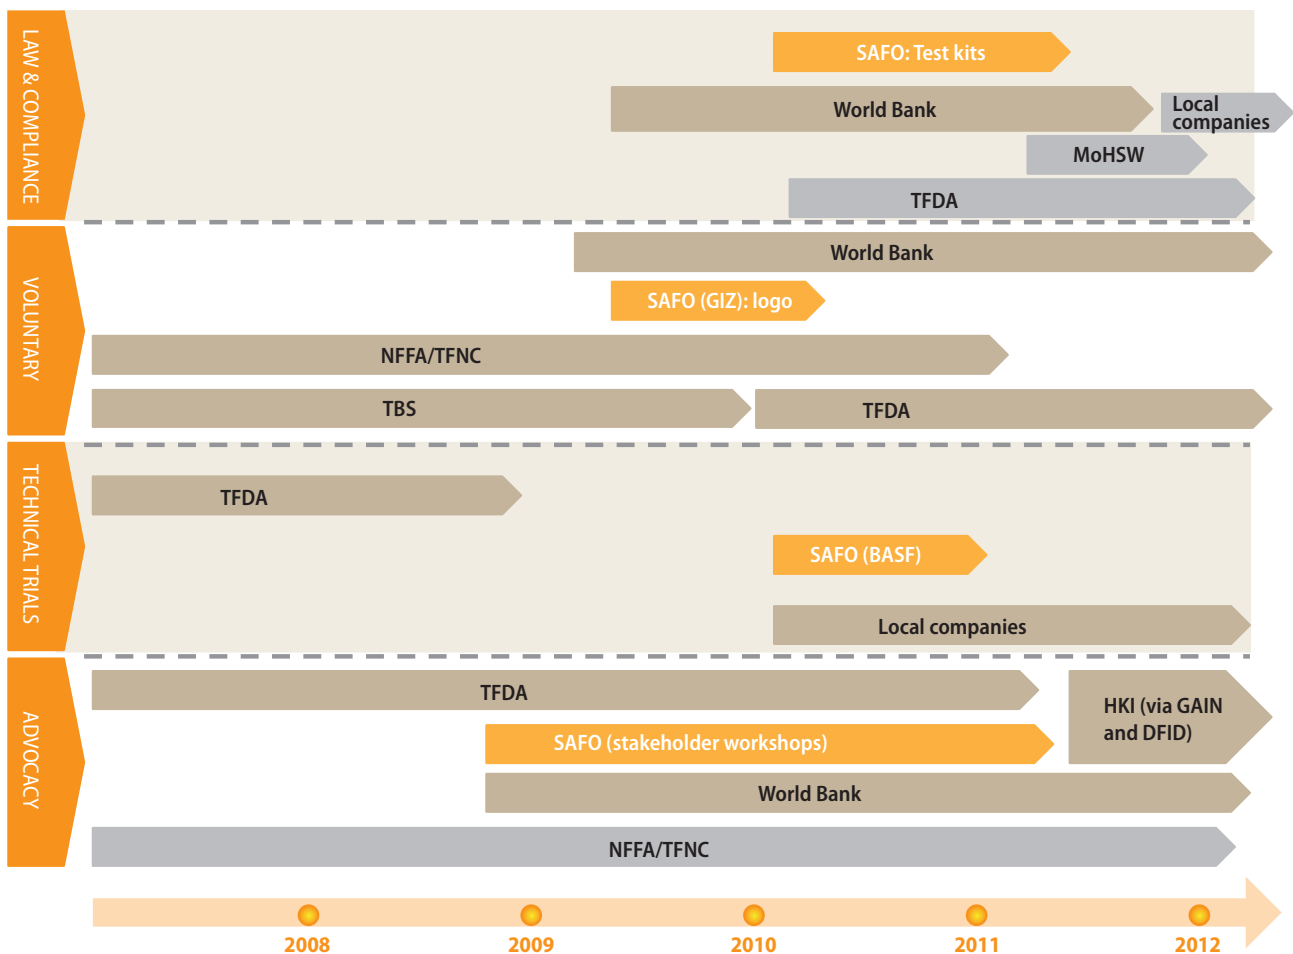 LAW & COMPLIANCE
SAFO: Test kits
World Bank
Local
companies
MoHSW
TFDA
VOLUNTARY
World Bank
SAFO (GIZ): logo
NFFA/TFNC
TBS
TFDA
TECHNICAL TRIALS
TFDA
SAFO (BASF)
Local companies
ADVOCACY
TFDA
HKI (via GAIN
and DFID)
SAFO (stakeholder workshops)
World Bank
NFFA/TFNC
2008
2009
2010
2011
2012